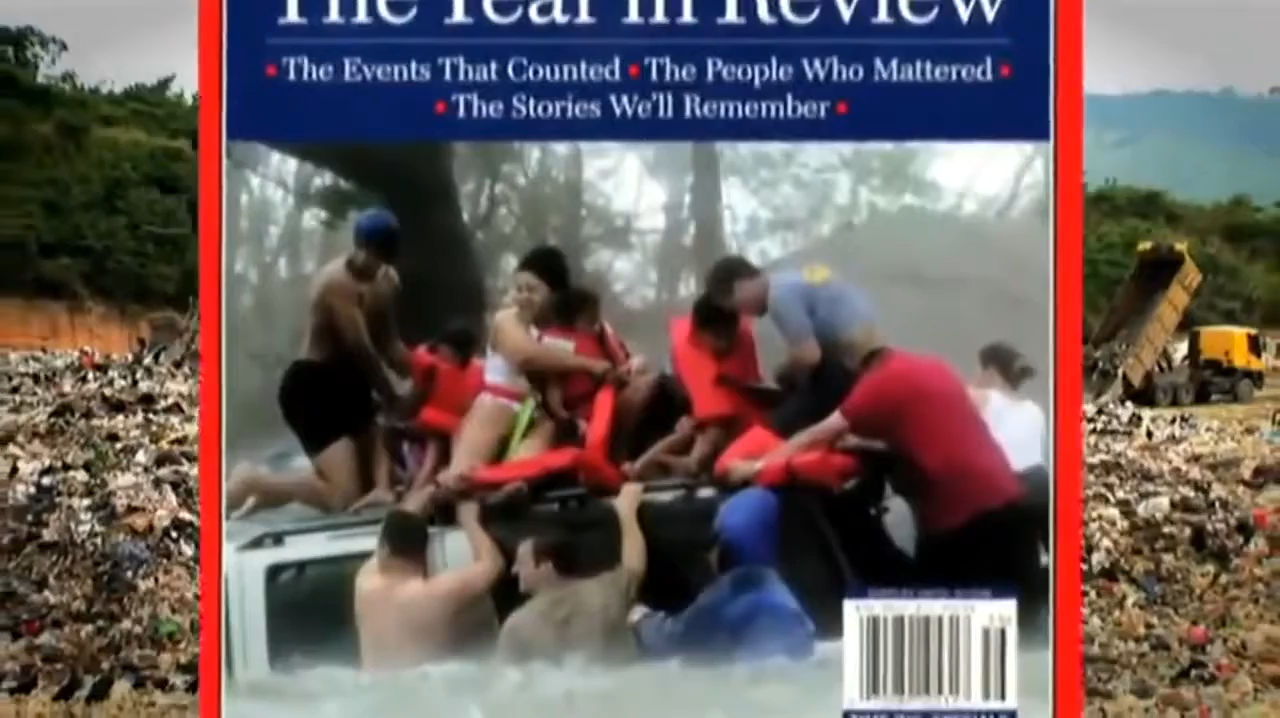 The Year in Review
• The Events That Counted • The People Who Mattered •
• The Stories We'll Remember •